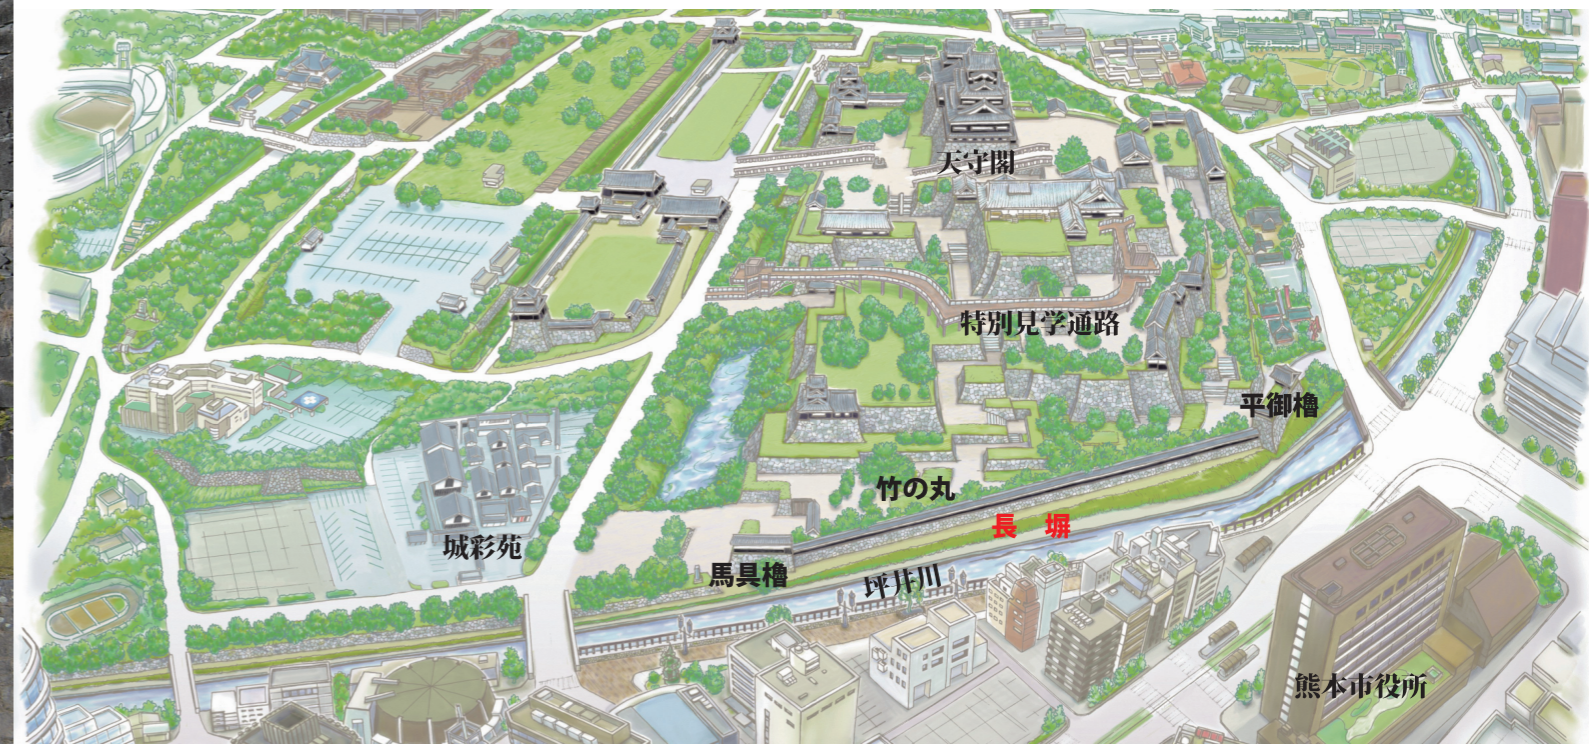 天守閣
特別見学通路
平御櫓
竹の丸
長　塀
城彩苑
馬具櫓
坪井川
熊本市役所